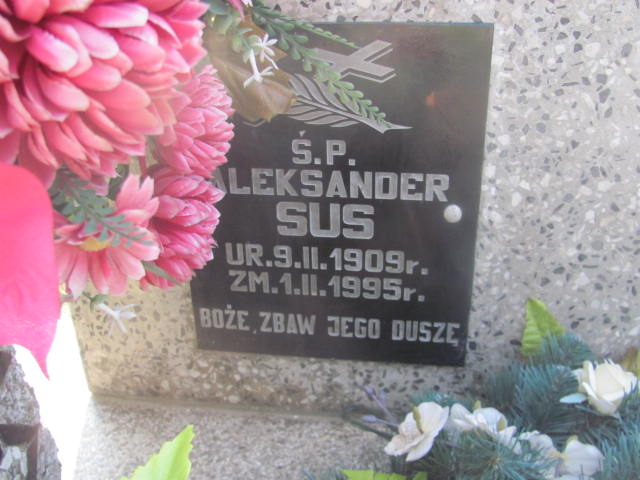 Ś.P.
ALEKSANDER
SUS
UR.9.II.1909r.
ZM.1.II.1995r.
BOŻE, ZBAW JEGO DUSZĘ